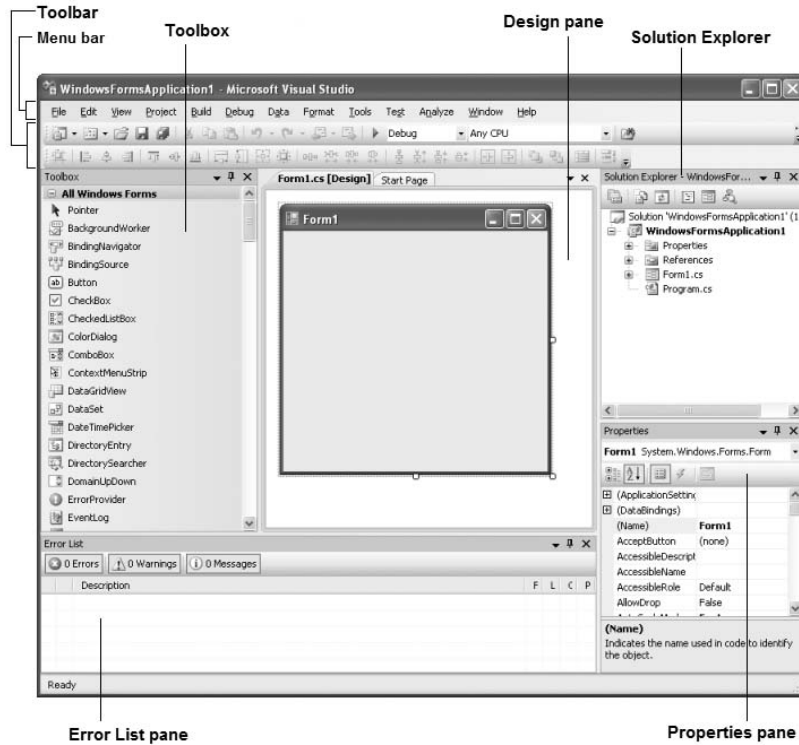 Toolbar
Menu bar
Toolbox
Design pane
Solution Explorer
WindowsFormsApplication1 - Microsoft Visual Studio
File Edit View Project Build Debug Data Format Tools Test Analyze Window Help
Debug Any CPU
Toolbox
All Windows Forms
Pointer
BackgroundWorker
BindingNavigator
BindingSource
Button
CheckBox
CheckedListBox
ColorDialog
ComboBox
ContextMenuStrip
DataGridView
DataSet
DateTimePicker
DirectoryEntry
DirectorySearcher
DomainUpDown
ErrorProvider
EventLog
Form1.cs [Design] Start Page
Form1
Solution Explorer - WindowsFor...
Solution 'WindowsFormsApplication1' (1
WindowsFormsApplication1
Properties
References
Form1.cs
Program.cs
Properties
Form1 System.Windows.Forms.Form
(ApplicationSetting
(DataBindings)
(Name) Form1
AcceptButton (none)
AccessibleDescript
AccessibleName
AccessibleRole Default
AllowDrop False
(Name)
Indicates the name used in code to identify
the object.
Error List
0 Errors 0 Warnings 0 Messages
Description F L C P
Ready
Error List pane
Properties pane